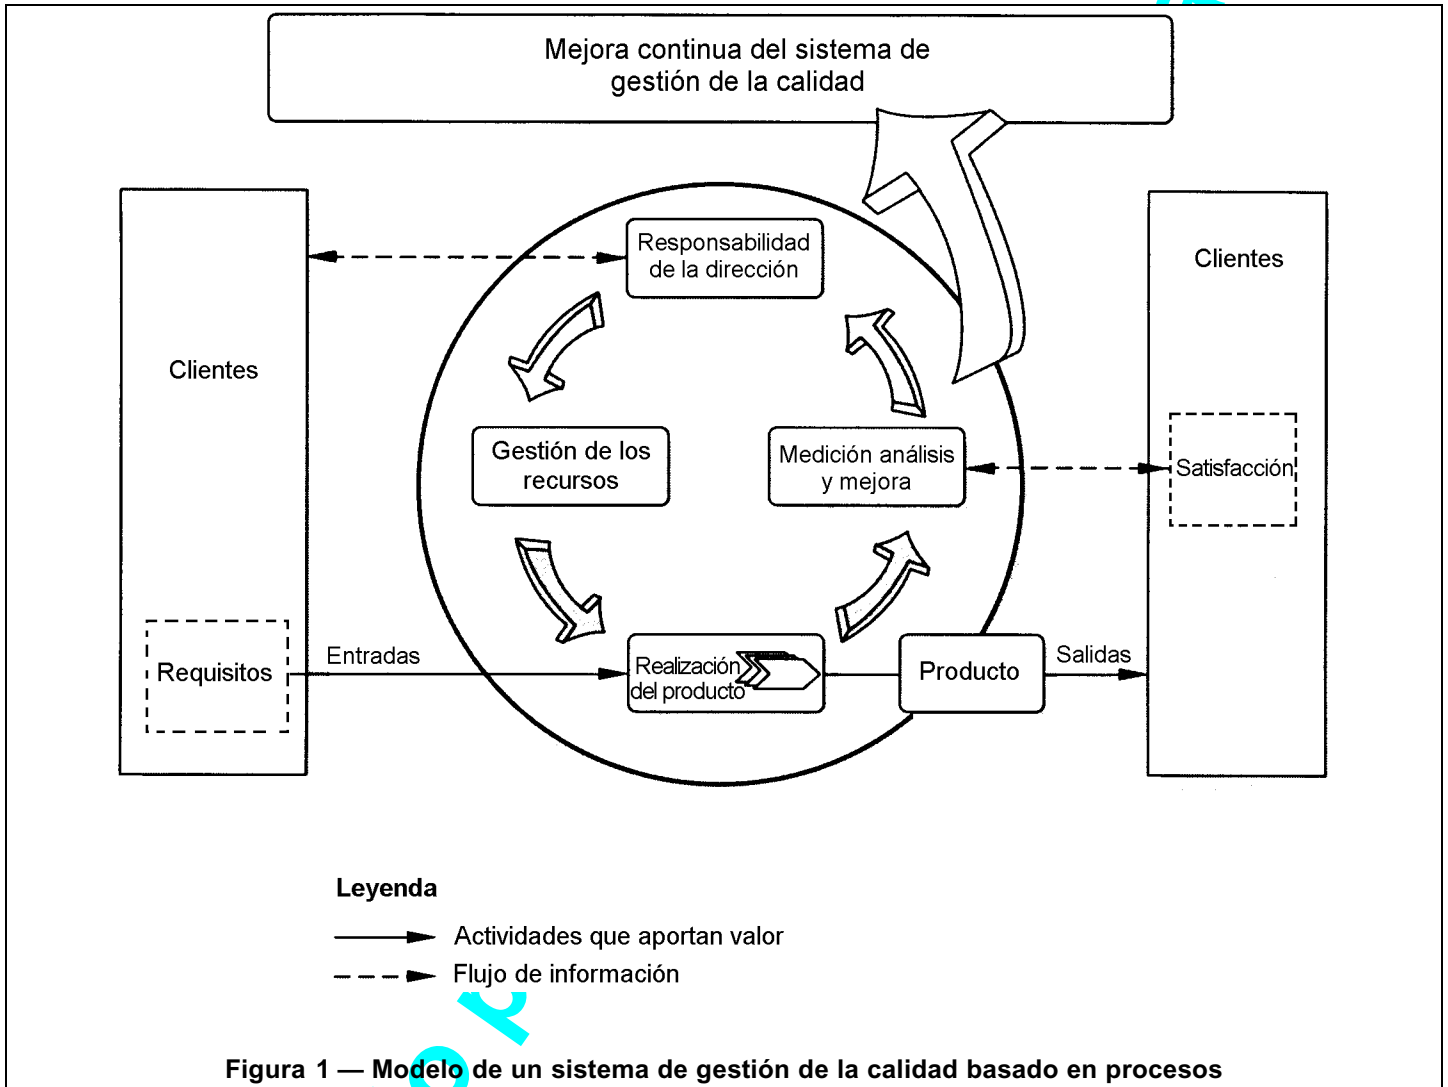 Mejora continua del sistema de
gestión de la calidad
Responsabilidad
de la dirección
Clientes
Clientes
Gestión de los
recursos
Medición análisis
y mejora
Satisfacción
Requisitos
Entradas
Realización
del producto
Producto
Salidas
Leyenda
Actividades que aportan valor
Flujo de información
Figura 1 — Modelo de un sistema de gestión de la calidad basado en procesos